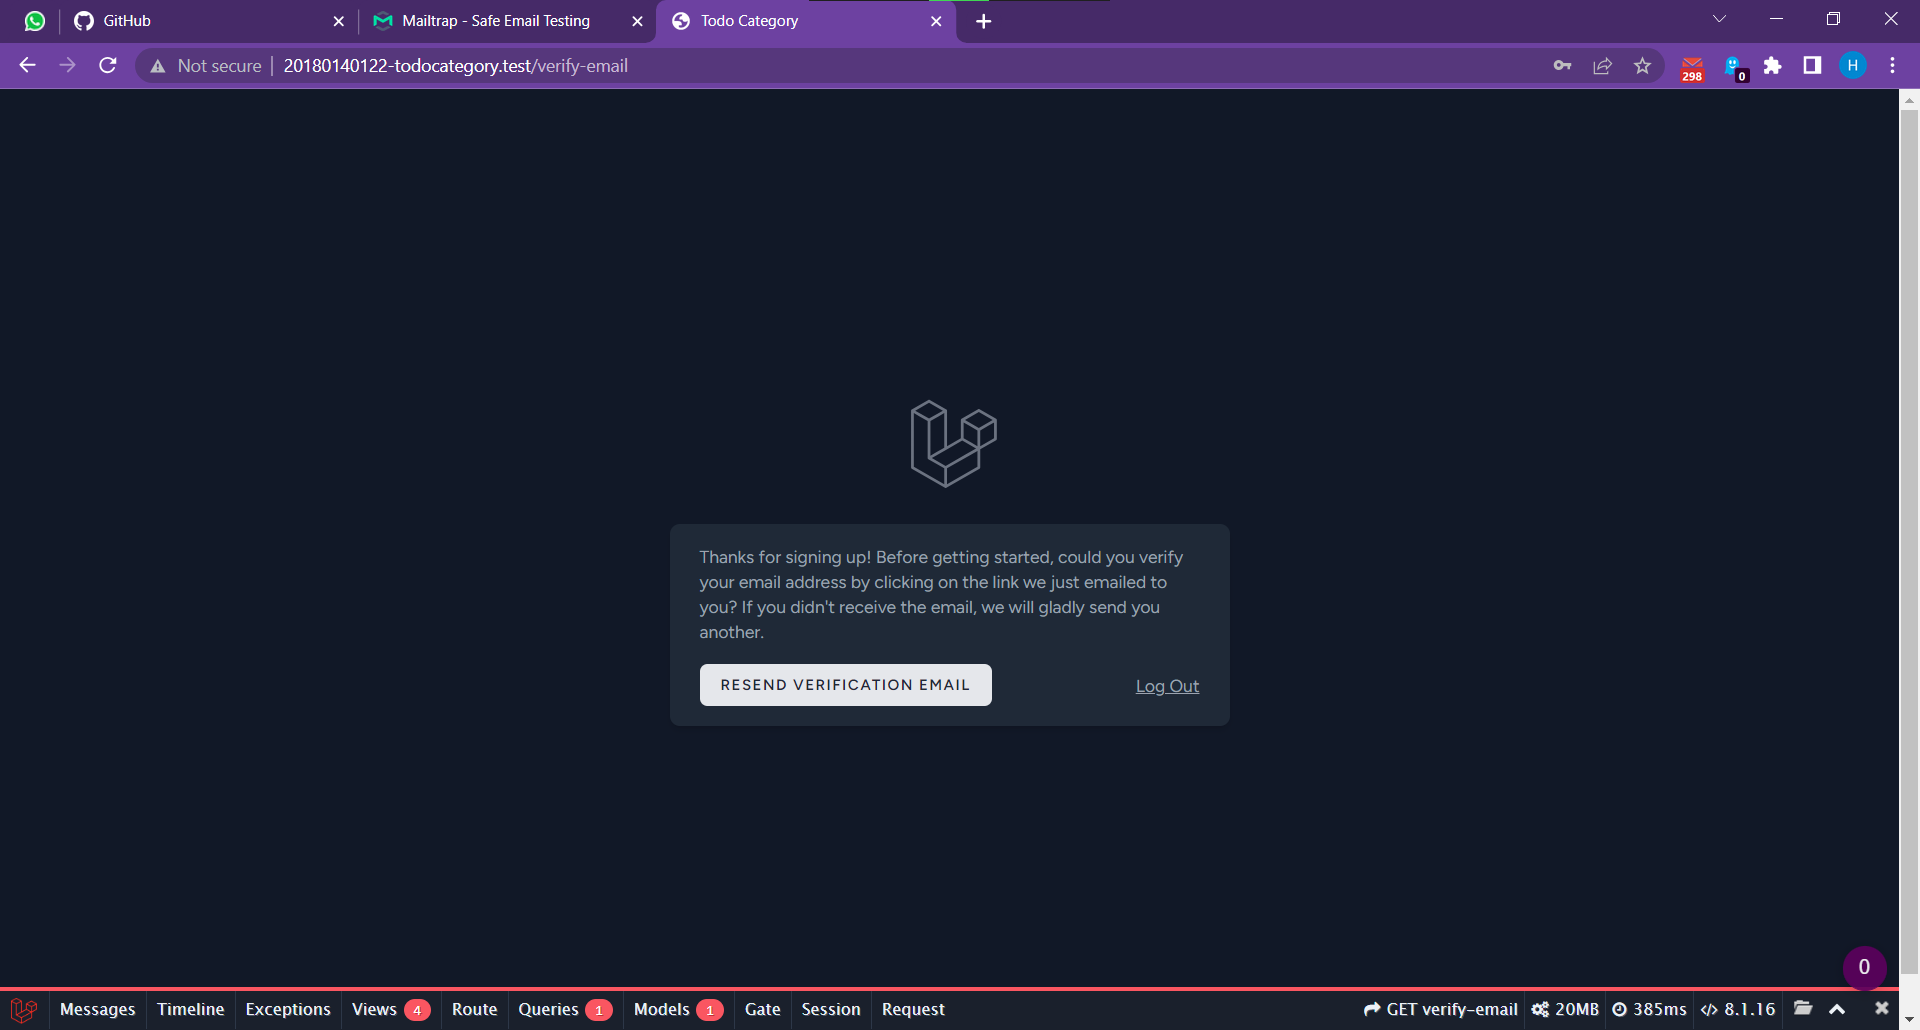 GitHub
Mailtrap - Safe Email Testing
Todo Category
Not secure
20180140122-todocategory.test/verify-email
298
0
H
Thanks for signing up! Before getting started, could you verify
your email address by clicking on the link we just emailed to
you? If you didn't receive the email, we will gladly send you
another.
RESEND VERIFICATION EMAIL
Log Out
0
Messages
Timeline
Exceptions
Views 4
Route
Queries 1
Models 1
Gate
Session
Request
GET verify-email
20MB
385ms
8.1.16